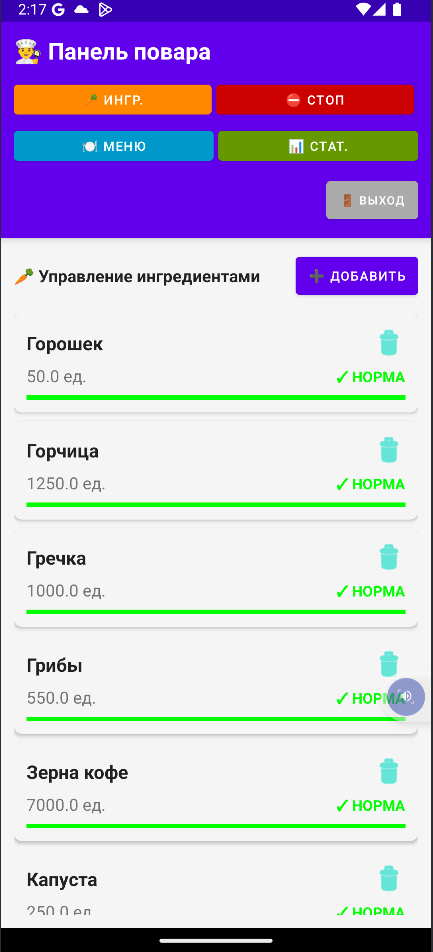 2:17
Панель повара
ИНГР.
СТОП
МЕНЮ
СТАТ.
ВЫХОД
Управление ингредиентами
ДОБАВИТЬ
Горошек
50.0 ед.
✓ НОРМА
Горчица
1250.0 ед.
✓ НОРМА
Гречка
1000.0 ед.
✓ НОРМА
Грибы
550.0 ед.
✓ НОРМА
Зерна кофе
7000.0 ед.
✓ НОРМА
Капуста
250.0 ед.
✓ НОРМА